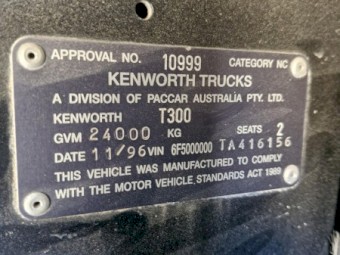 APPROVAL NO. 10999 CATEGORY NC
KENWORTH TRUCKS
A DIVISION OF PACCAR AUSTRALIA PTY. LTD.
KENWORTH T300
GVM 24000 KG SEATS 2
DATE 11/96 VIN 6F5000000 TA416156
THIS VEHICLE WAS MANUFACTURED TO COMPLY
WITH THE MOTOR VEHICLE STANDARDS ACT 1989